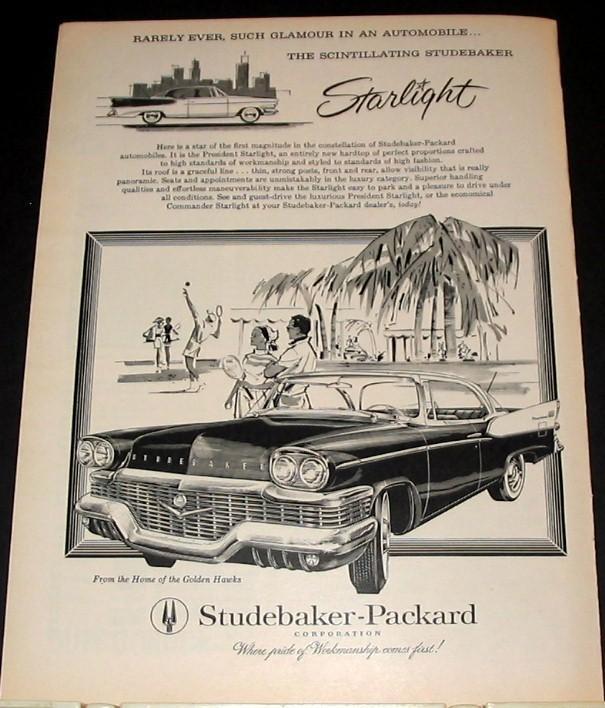 RARELY EVER, SUCH GLAMOUR IN AN AUTOMOBILE...
THE SCINTILLATING STUDEBAKER
Starlight
Here is a star of the first magnitude in the constellation of Studebaker-Packard
automobiles. It is the President Starlight, an entirely new hardtop of perfect proportions crafted
to high standards of workmanship and styled to standards of high fashion.
Its roof is a graceful line . . . thin, strong posts, front and rear, allow visibility that is really
panoramic. Seats and appointments are unmistakably in the luxury category. Superior handling
qualities and effortless maneuverability make the Starlight easy to park and a pleasure to drive under
all conditions. See and guest-drive the luxurious President Starlight, or the economical
Commander Starlight at your Studebaker-Packard dealer's, today!
STUDEBAKER
From the Home of the Golden Hawks
Studebaker-Packard
CORPORATION
Where pride of Workmanship comes first!